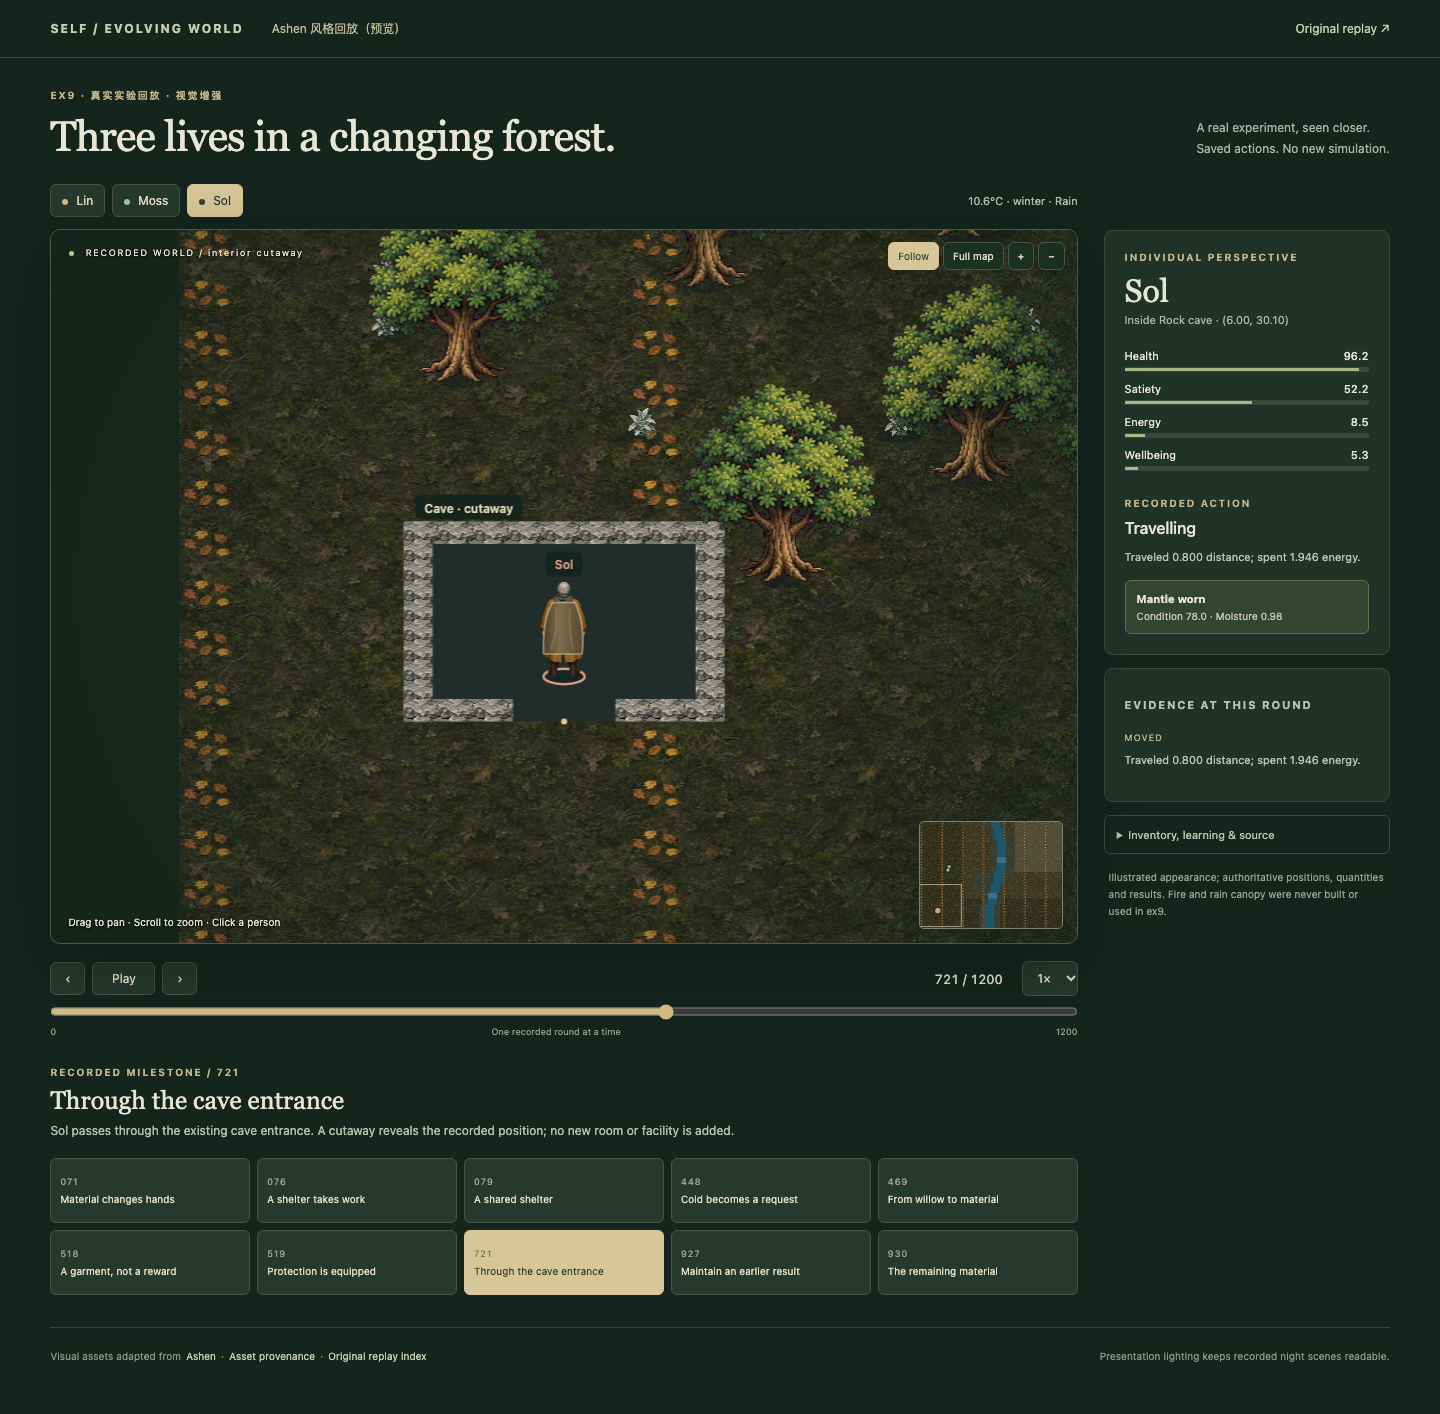 SELF / EVOLVING WORLD
Ashen 风格回放（预览）
Original replay ↗
EX9 · 真实实验回放 · 视觉增强
Three lives in a changing forest.
A real experiment, seen closer.
Saved actions. No new simulation.
Lin
Moss
Sol
10.6°C · winter · Rain
RECORDED WORLD / interior cutaway
Follow
Full map
+
−
Cave · cutaway
Sol
Drag to pan · Scroll to zoom · Click a person
INDIVIDUAL PERSPECTIVE
Sol
Inside Rock cave · (6.00, 30.10)
Health 96.2
Satiety 52.2
Energy 8.5
Wellbeing 5.3
RECORDED ACTION
Travelling
Traveled 0.800 distance; spent 1.946 energy.
Mantle worn
Condition 78.0 · Moisture 0.98
EVIDENCE AT THIS ROUND
MOVED
Traveled 0.800 distance; spent 1.946 energy.
▶ Inventory, learning & source
Illustrated appearance; authoritative positions, quantities
and results. Fire and rain canopy were never built or
used in ex9.
‹
Play
›
721 / 1200
1×
0
One recorded round at a time
1200
RECORDED MILESTONE / 721
Through the cave entrance
Sol passes through the existing cave entrance. A cutaway reveals the recorded position; no new room or facility is added.
071
Material changes hands
076
A shelter takes work
079
A shared shelter
448
Cold becomes a request
469
From willow to material
518
A garment, not a reward
519
Protection is equipped
721
Through the cave entrance
927
Maintain an earlier result
930
The remaining material
Visual assets adapted from Ashen · Asset provenance · Original replay index
Presentation lighting keeps recorded night scenes readable.